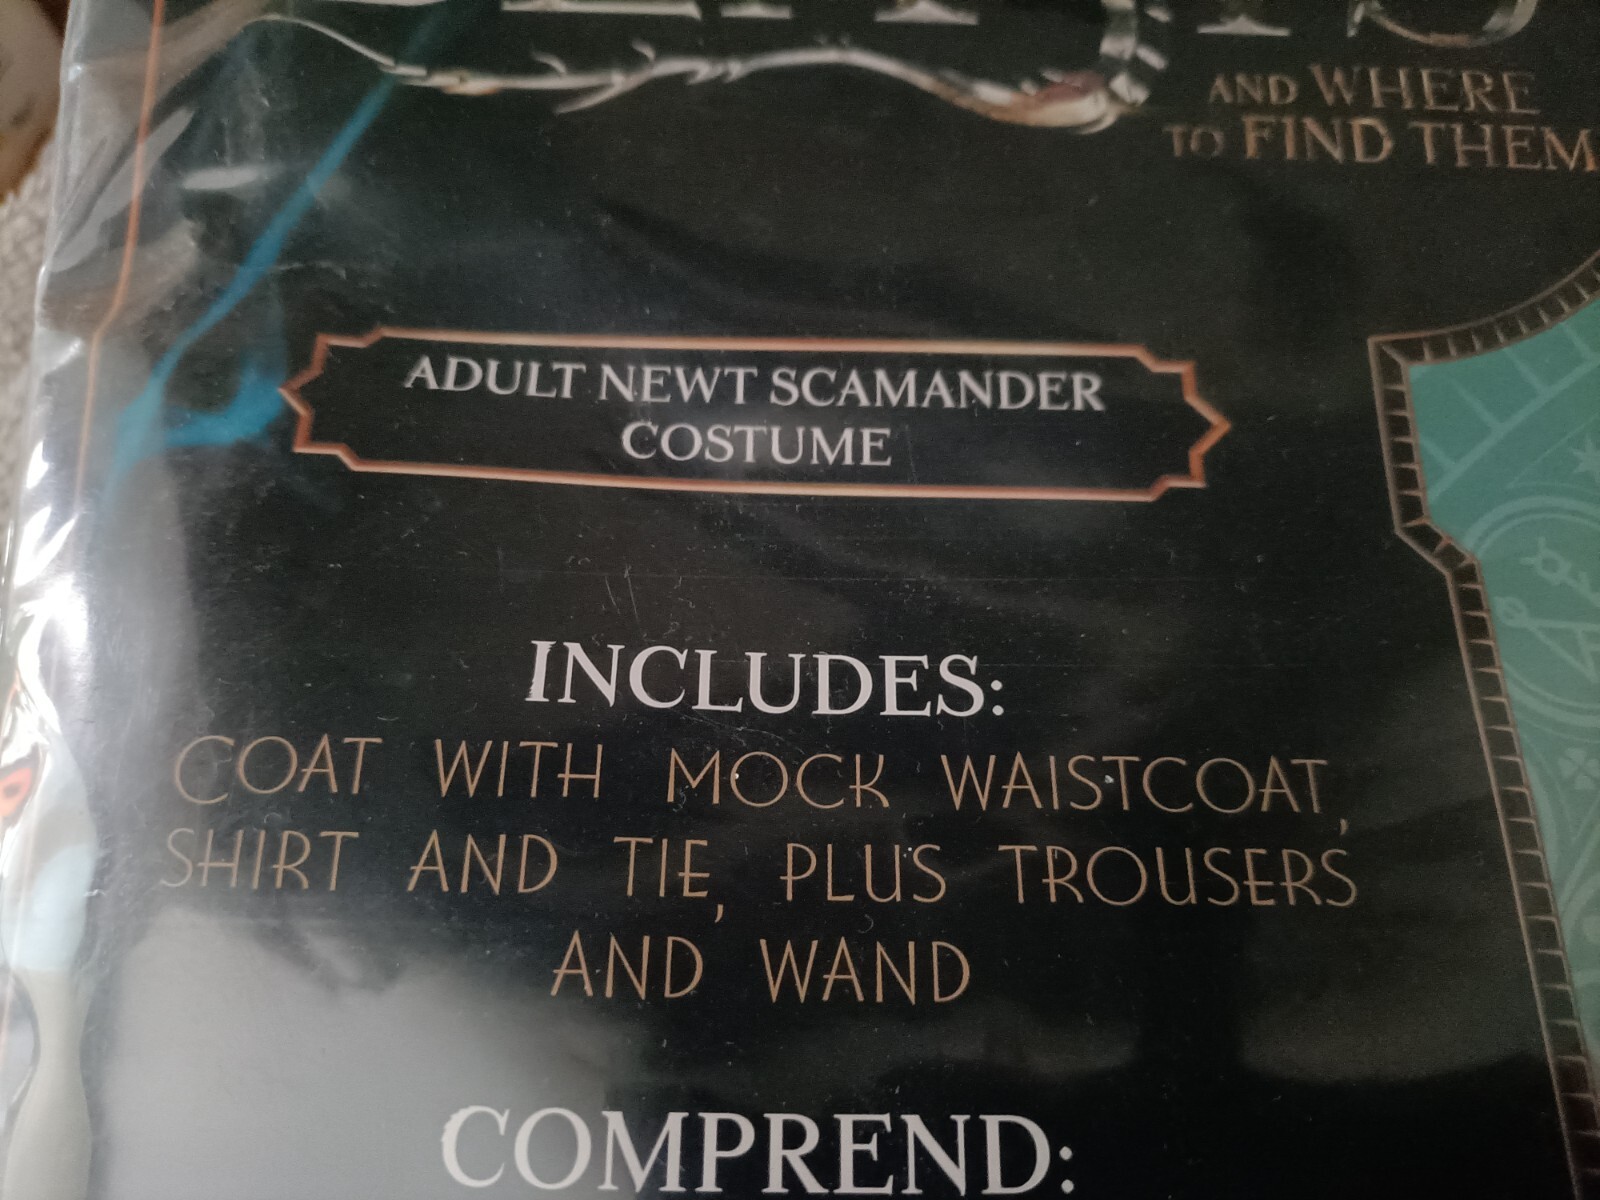 AND WHERE
TO FIND THEM
ADULT NEWT SCAMANDER
COSTUME
INCLUDES:
COAT WITH MOCK WAISTCOAT,
SHIRT AND TIE, PLUS TROUSERS
AND WAND
COMPREND: